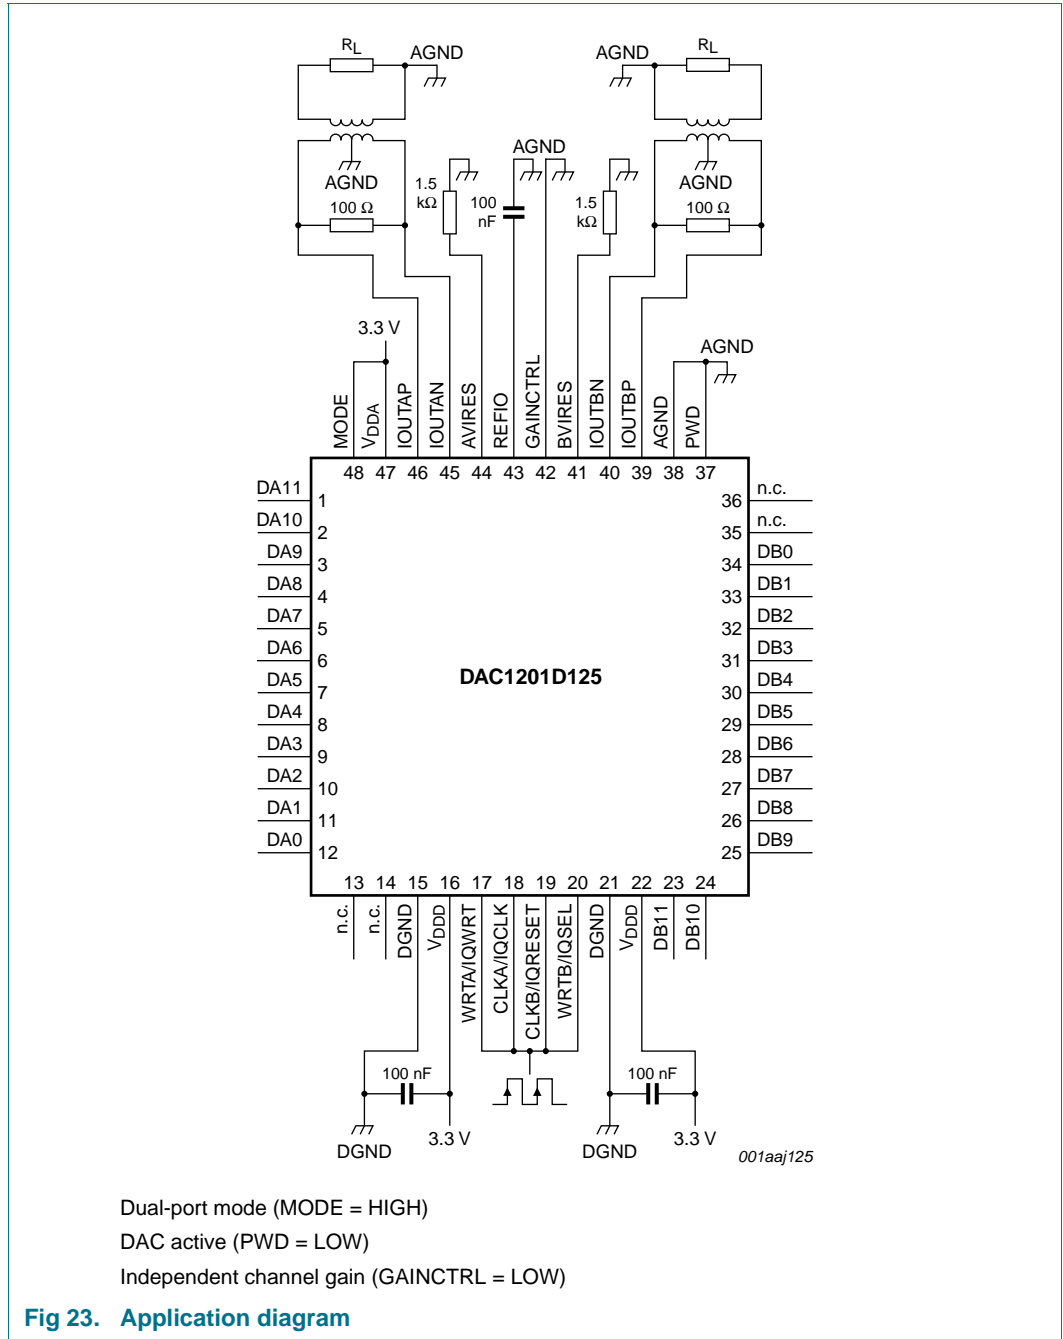 RL
AGND
AGND
RL
AGND
AGND
AGND
100 Ω
1.5
kΩ
100
nF
1.5
kΩ
100 Ω
3.3 V
AGND
MODE
VDDA
IOUTAP
IOUTAN
AVIRES
REFIO
GAINCTRL
BVIRES
IOUTBN
IOUTBP
AGND
PWD
48 47 46 45 44 43 42 41 40 39 38 37
DA11 1
DA10 2
DA9 3
DA8 4
DA7 5
DA6 6
DA5 7
DA4 8
DA3 9
DA2 10
DA1 11
DA0 12
DAC1201D125
36 n.c.
35 n.c.
34 DB0
33 DB1
32 DB2
31 DB3
30 DB4
29 DB5
28 DB6
27 DB7
26 DB8
25 DB9
13 14 15 16 17 18 19 20 21 22 23 24
n.c.
n.c.
DGND
VDDD
WRTA/IQWRT
CLKA/IQCLK
CLKB/IQRESET
WRTB/IQSEL
DGND
VDDD
DB11
DB10
100 nF
100 nF
DGND
3.3 V
DGND
3.3 V
001aaj125
Dual-port mode (MODE = HIGH)
DAC active (PWD = LOW)
Independent channel gain (GAINCTRL = LOW)
Fig 23. Application diagram